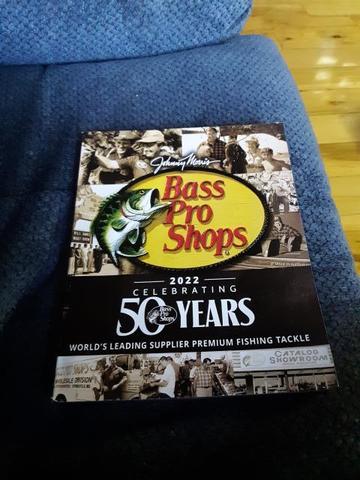 Johnny Morris
Bass
Pro
Shops
2022
CELEBRATING
50 YEARS
Bass
Pro Shops
WORLD'S LEADING SUPPLIER PREMIUM FISHING TACKLE
CATALOG
SHOWROOM